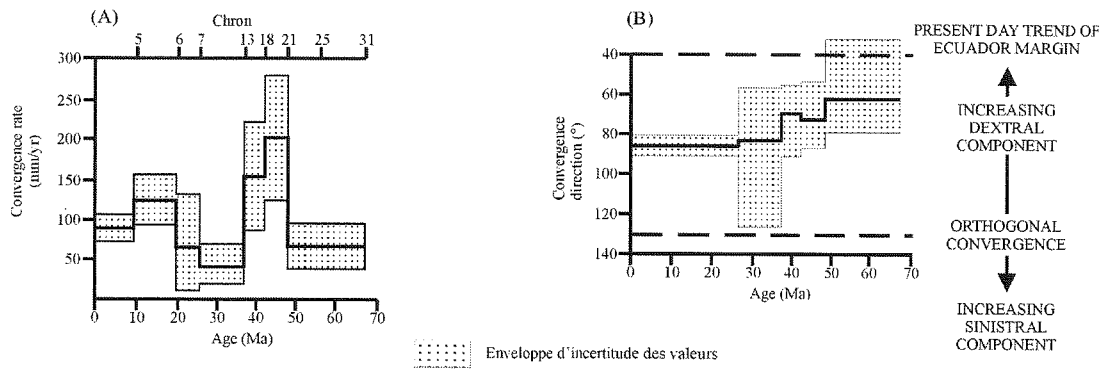 (A)
Chron
5 6 7 13 18 21 25 31
Convergence rate
(mm/yr)
300
250
200
150
100
50
0 10 20 30 40 50 60 70
Age (Ma)
(B)
Convergence
direction (°)
40
60
80
100
120
140
0 10 20 30 40 50 60 70
Age (Ma)
PRESENT DAY TREND OF
ECUADOR MARGIN
INCREASING
DEXTRAL
COMPONENT
ORTHOGONAL
CONVERGENCE
INCREASING
SINISTRAL
COMPONENT
Enveloppe d'incertitude des valeurs